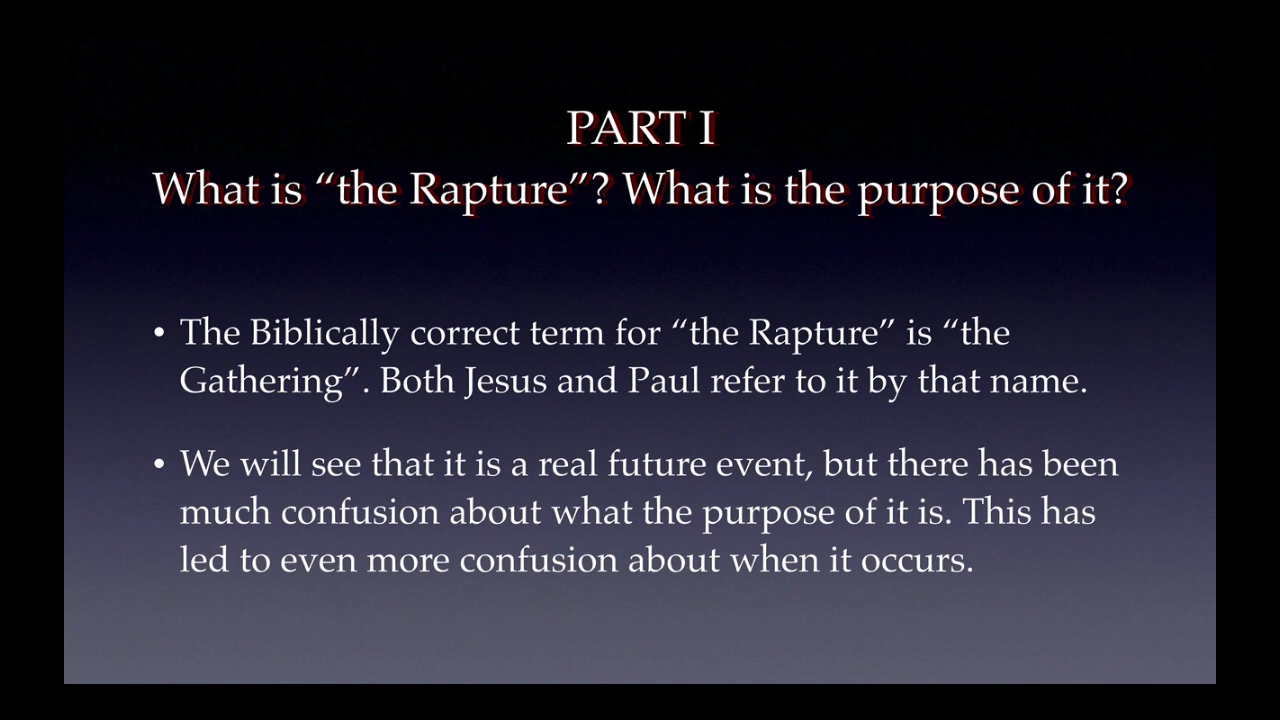 PART I
What is “the Rapture”? What is the purpose of it?
• The Biblically correct term for “the Rapture” is “the
Gathering”. Both Jesus and Paul refer to it by that name.
• We will see that it is a real future event, but there has been
much confusion about what the purpose of it is. This has
led to even more confusion about when it occurs.